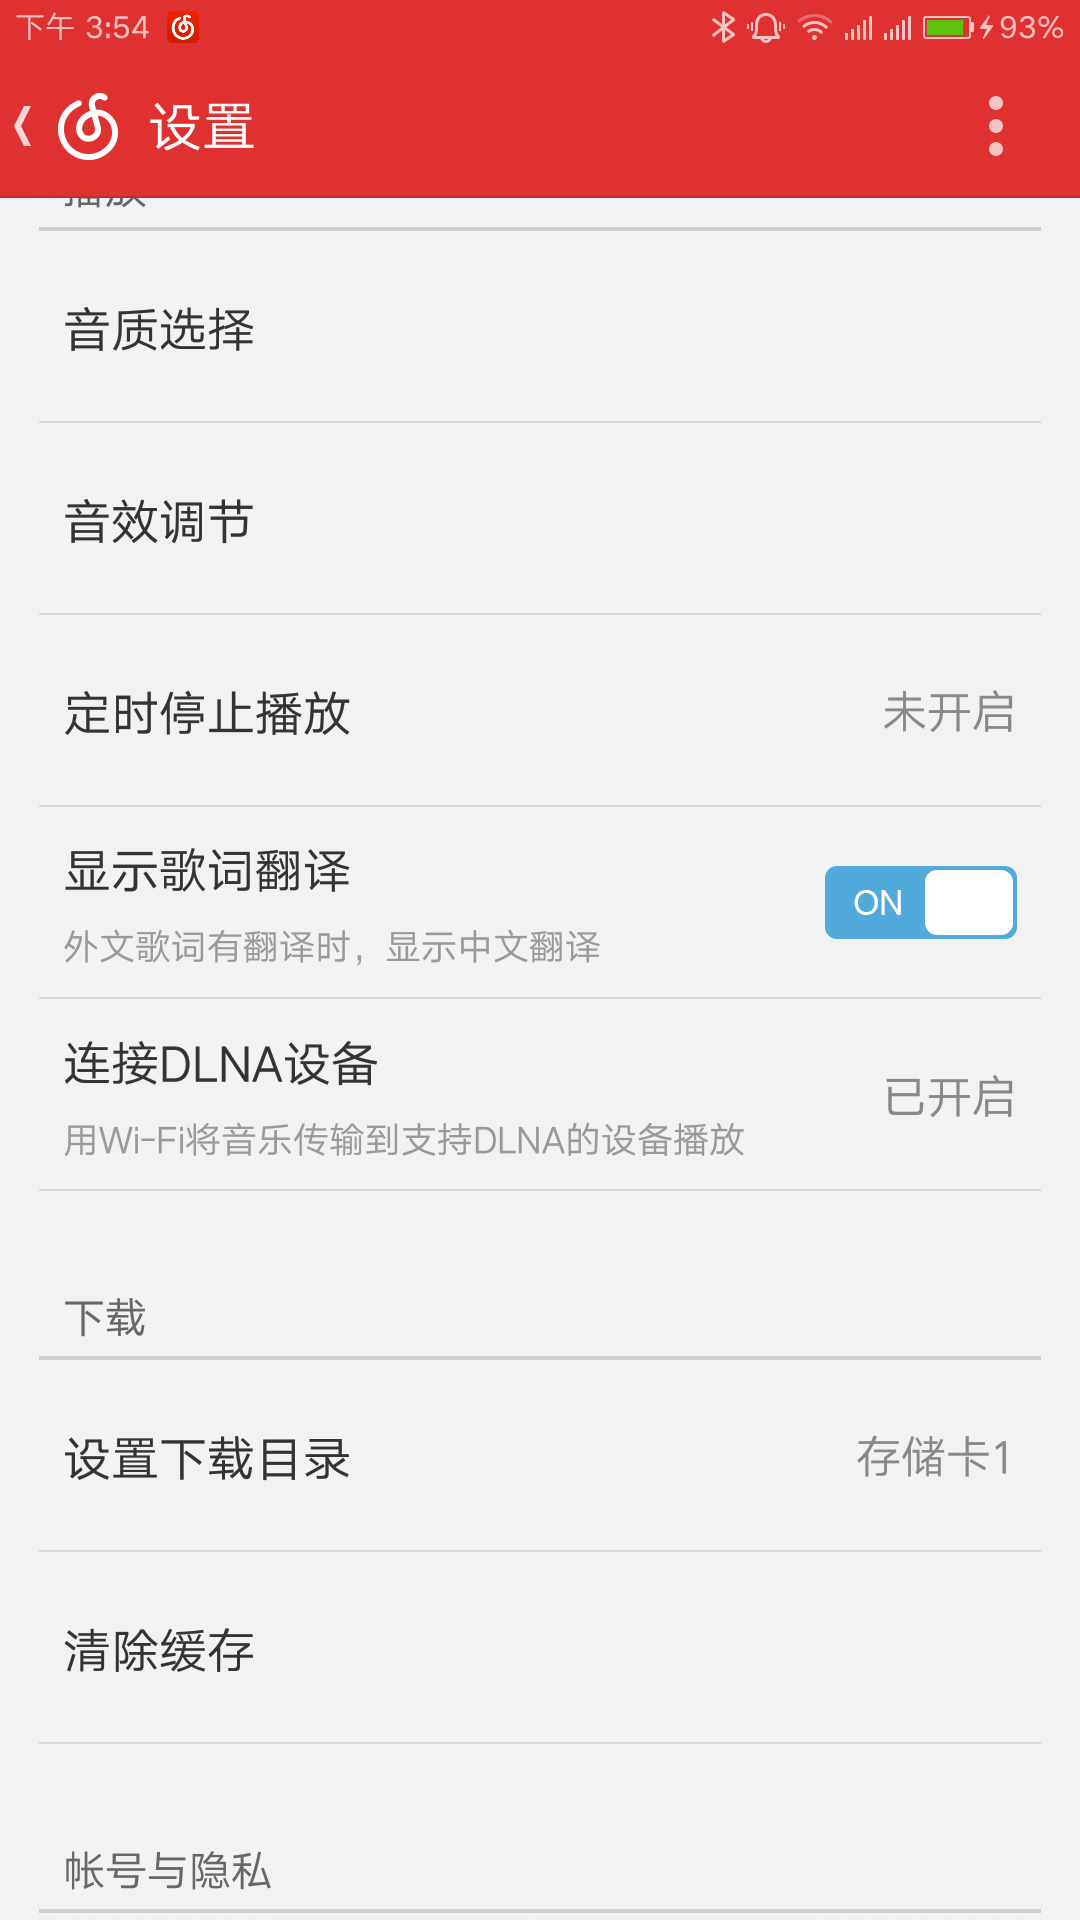 下午 3:54
93%
设置
播放
音质选择
音效调节
定时停止播放
未开启
显示歌词翻译
ON
外文歌词有翻译时，显示中文翻译
连接DLNA设备
已开启
用Wi-Fi将音乐传输到支持DLNA的设备播放
下载
设置下载目录
存储卡1
清除缓存
帐号与隐私